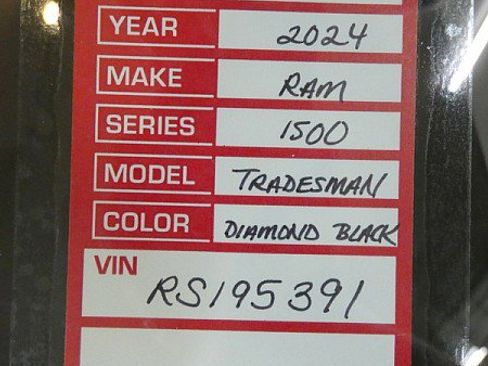 YEAR 2024
MAKE RAM
SERIES 1500
MODEL TRADESMAN
COLOR DIAMOND BLACK
VIN
RS195391